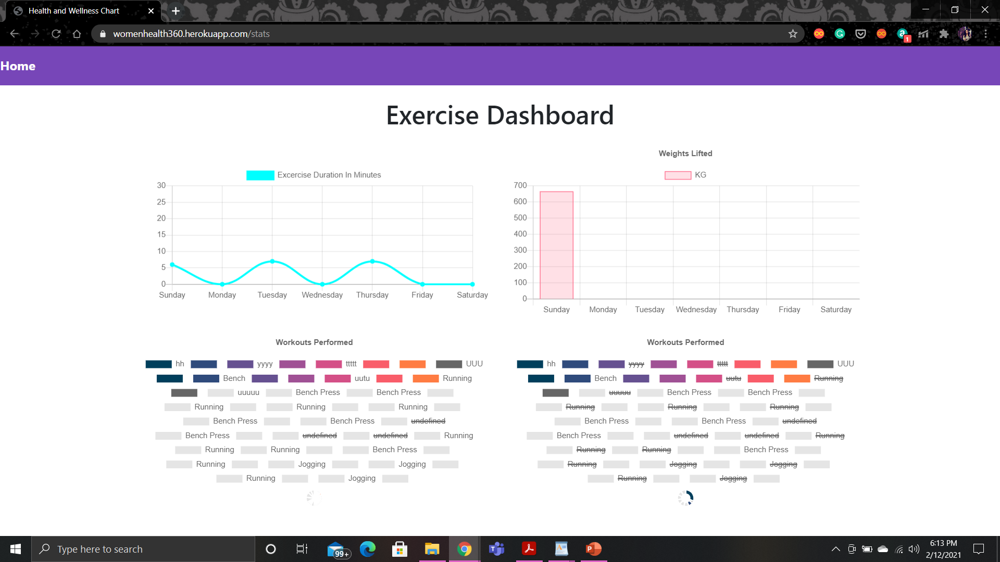 Health and Wellness Chart
womenhealth360.herokuapp.com/stats
1
Home
Exercise Dashboard
Excercise Duration In Minutes
30
25
20
15
10
5
0
Sunday Monday Tuesday Wednesday Thursday Friday Saturday
Weights Lifted
KG
700
600
500
400
300
200
100
0
Sunday Monday Tuesday Wednesday Thursday Friday Saturday
Workouts Performed
hh yyyy ttttt UUU
Bench uutu Running
uuuuu Bench Press Bench Press
Running Running Running
Bench Press Bench Press undefined
Bench Press undefined undefined Running
Running Running Bench Press
Running Jogging Jogging
Running Jogging
Workouts Performed
hh yyyy ttttt UUU
Bench uutu Running
uuuuu Bench Press Bench Press
Running Running Running
Bench Press Bench Press undefined
Bench Press undefined undefined Running
Running Running Bench Press
Running Jogging Jogging
Running Jogging
Type here to search
99+
6:13 PM
2/12/2021